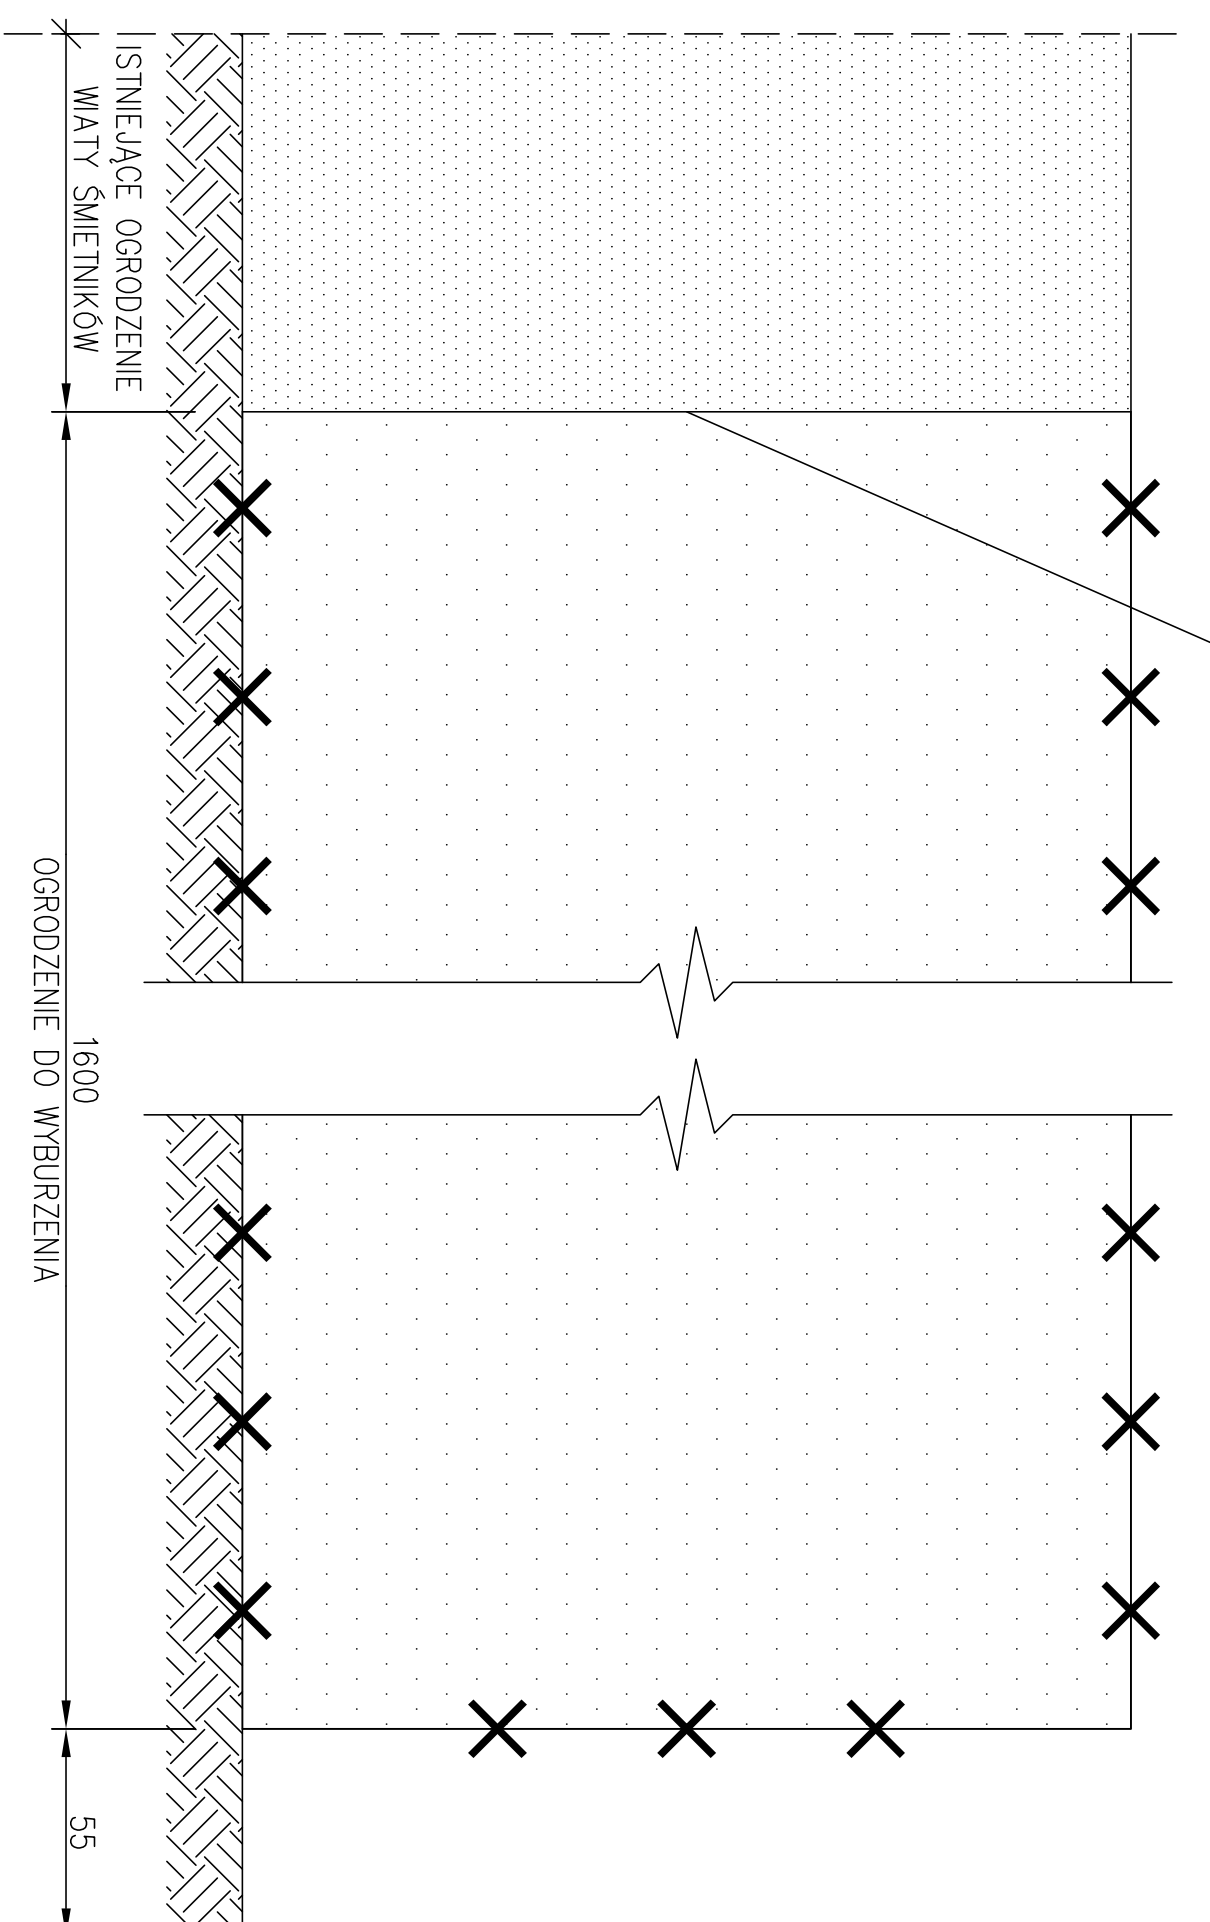 ISTNIEJĄCE OGRODZENIE
WIATY ŚMIETNIKÓW
1600
OGRODZENIE DO WYBURZENIA
55